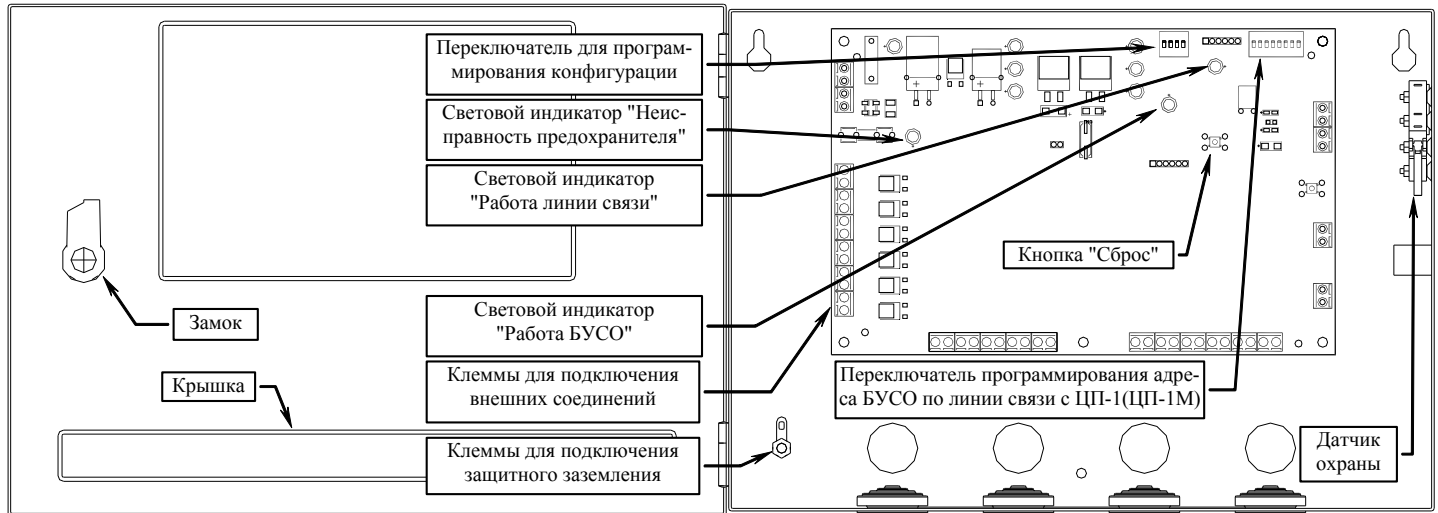 Переключатель для програм-
мирования конфигурации
Световой индикатор "Неис-
правность предохранителя"
Световой индикатор
"Работа линии связи"
Кнопка "Сброс"
Замок
Световой индикатор
"Работа БУСО"
Крышка
Клеммы для подключения
внешних соединений
Переключатель программирования адре-
са БУСО по линии связи с ЦП-1(ЦП-1М)
Клеммы для подключения
защитного заземления
Датчик
охраны